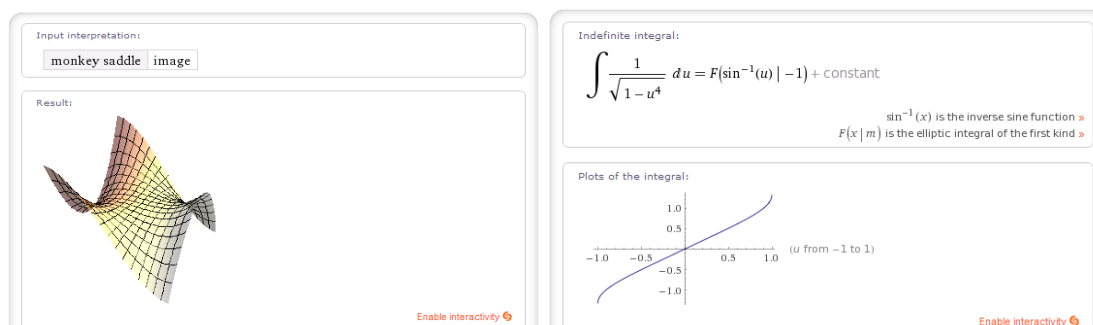 Input interpretation:
monkey saddle image
Result:
Enable interactivity
Indefinite integral:
∫ 1/√(1 − u⁴) du = F(sin⁻¹(u) | −1) + constant
sin⁻¹(x) is the inverse sine function »
F(x | m) is the elliptic integral of the first kind »
Plots of the integral:
1.0
0.5
−1.0 −0.5 0.5 1.0
(u from −1 to 1)
−0.5
−1.0
Enable interactivity